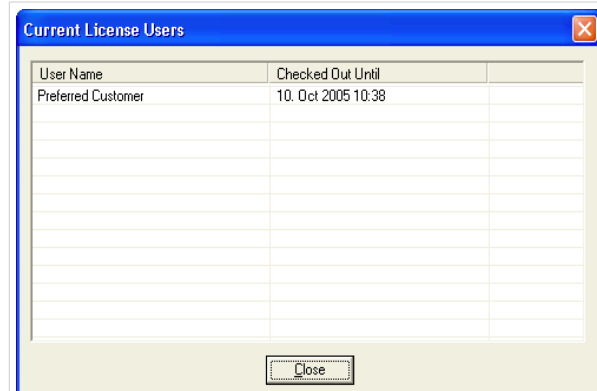 Current License Users
User Name Checked Out Until
Preferred Customer 10. Oct 2005 10:38
Close